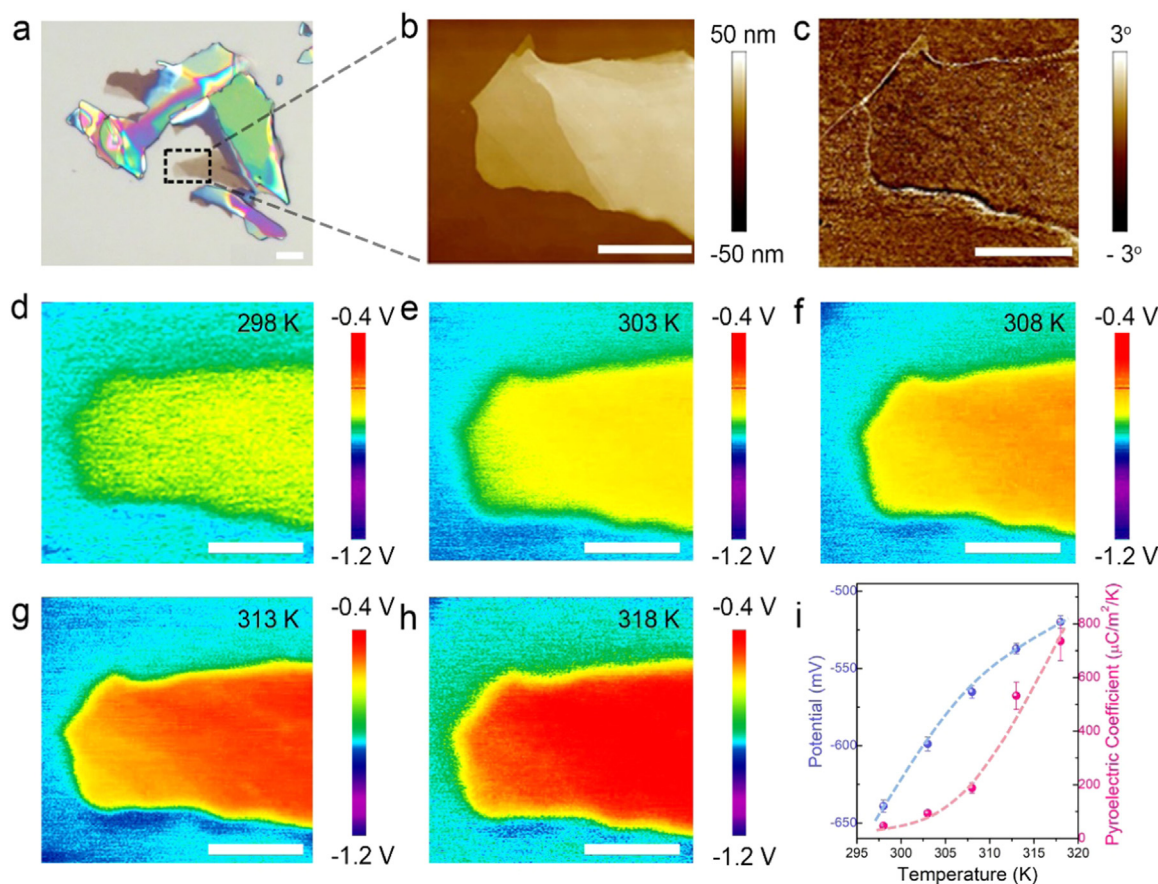 a
b
50 nm
-50 nm
c
3°
- 3°
d
298 K
-0.4 V
-1.2 V
e
303 K
-0.4 V
-1.2 V
f
308 K
-0.4 V
-1.2 V
g
313 K
-0.4 V
-1.2 V
h
318 K
-0.4 V
-1.2 V
i
Potential (mV)
-500
-550
-600
-650
295 300 305 310 315 320
Temperature (K)
800
600
400
200
0
Pyroelectric Coefficient (μC/m²/K)